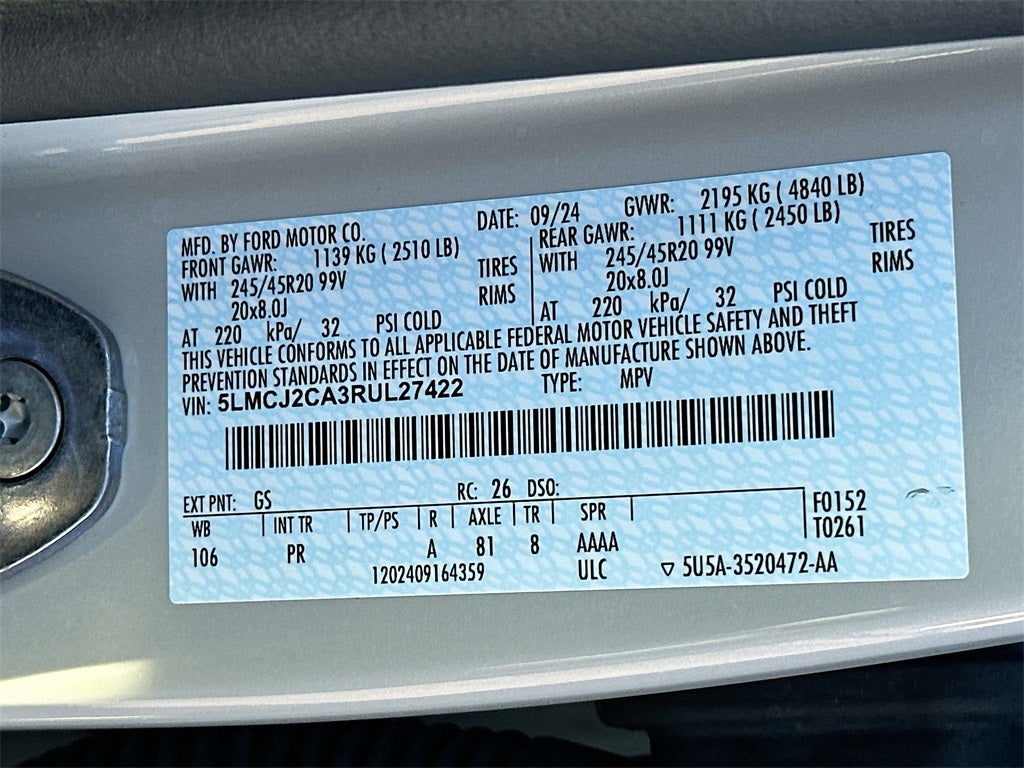 MFD. BY FORD MOTOR CO. DATE: 09/24 GVWR: 2195 KG ( 4840 LB)
FRONT GAWR: 1139 KG ( 2510 LB) REAR GAWR: 1111 KG ( 2450 LB)
WITH 245/45R20 99V TIRES WITH 245/45R20 99V TIRES
20x8.0J RIMS 20x8.0J RIMS
AT 220 kPa/ 32 PSI COLD AT 220 kPa/ 32 PSI COLD
THIS VEHICLE CONFORMS TO ALL APPLICABLE FEDERAL MOTOR VEHICLE SAFETY AND THEFT
PREVENTION STANDARDS IN EFFECT ON THE DATE OF MANUFACTURE SHOWN ABOVE.
VIN: 5LMCJ2CA3RUL27422 TYPE: MPV
EXT PNT: GS RC: 26 DSO:
WB INT TR TP/PS R AXLE TR SPR F0152
106 PR A 81 8 AAAA T0261
1202409164359 ULC ▽ 5U5A-3520472-AA